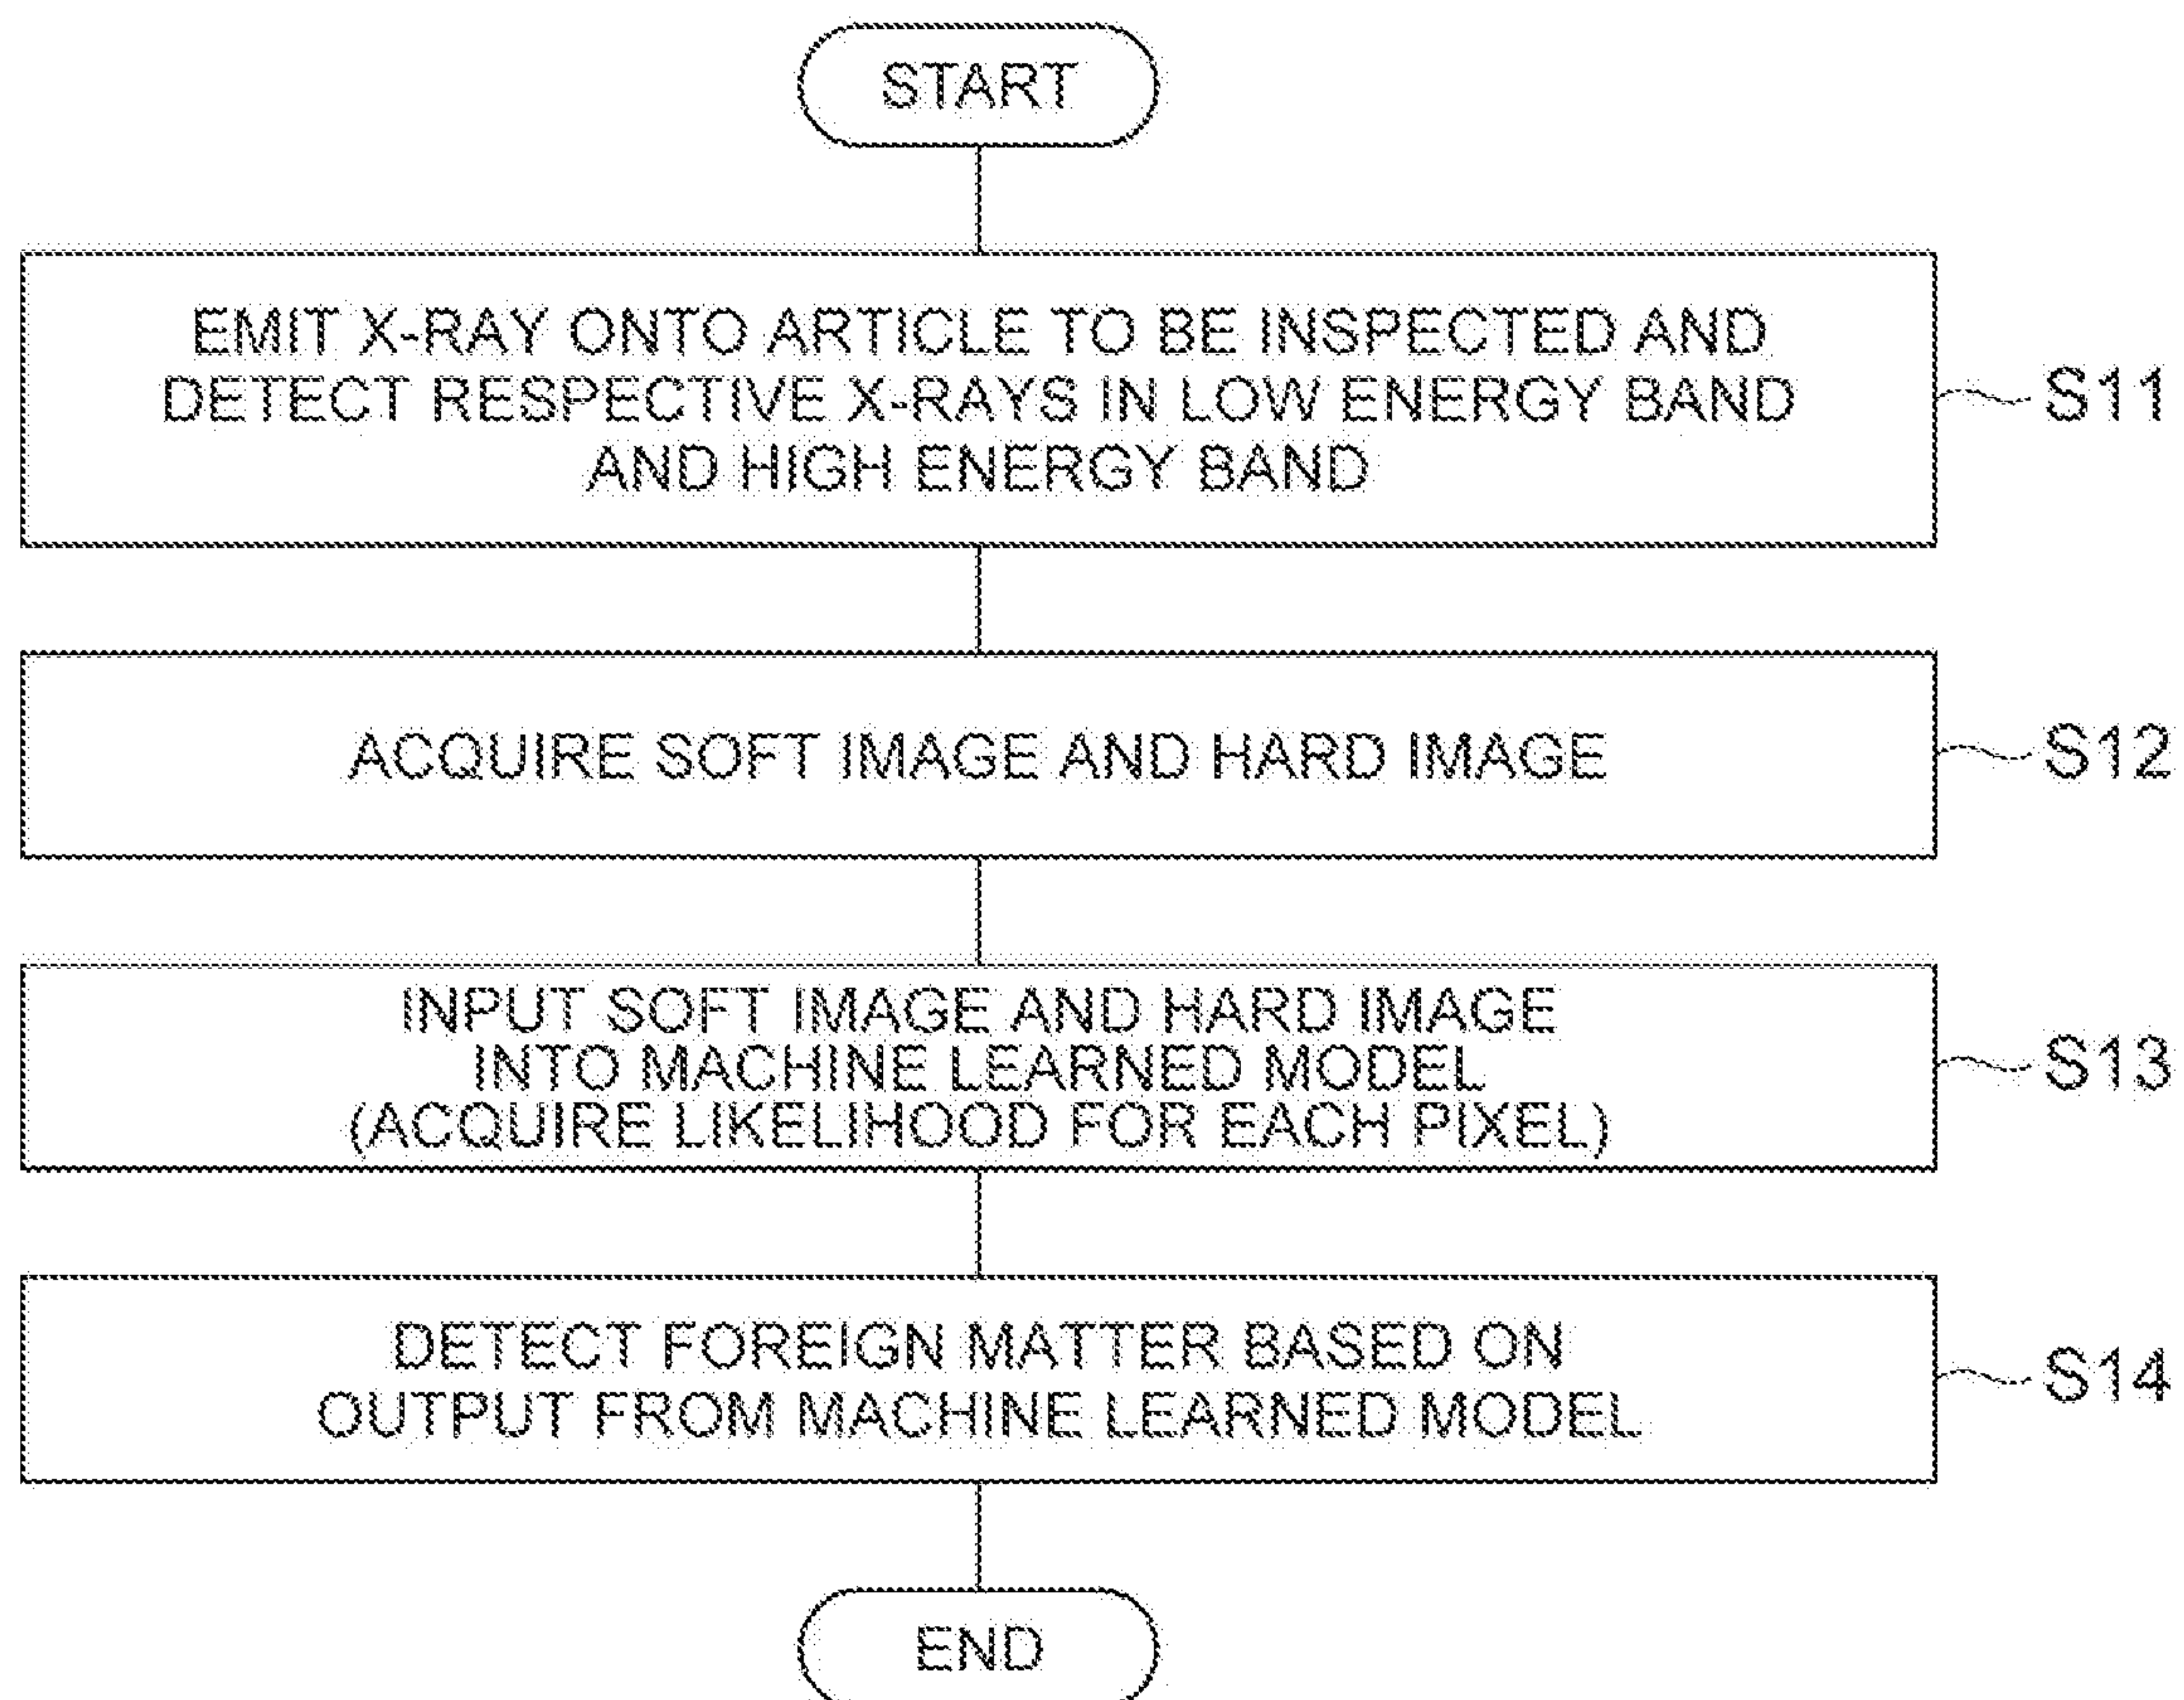 START
EMIT X-RAY ONTO ARTICLE TO BE INSPECTED AND
DETECT RESPECTIVE X-RAYS IN LOW ENERGY BAND
AND HIGH ENERGY BAND
S11
ACQUIRE SOFT IMAGE AND HARD IMAGE
S12
INPUT SOFT IMAGE AND HARD IMAGE
INTO MACHINE LEARNED MODEL
(ACQUIRE LIKELIHOOD FOR EACH PIXEL)
S13
DETECT FOREIGN MATTER BASED ON
OUTPUT FROM MACHINE LEARNED MODEL
S14
END